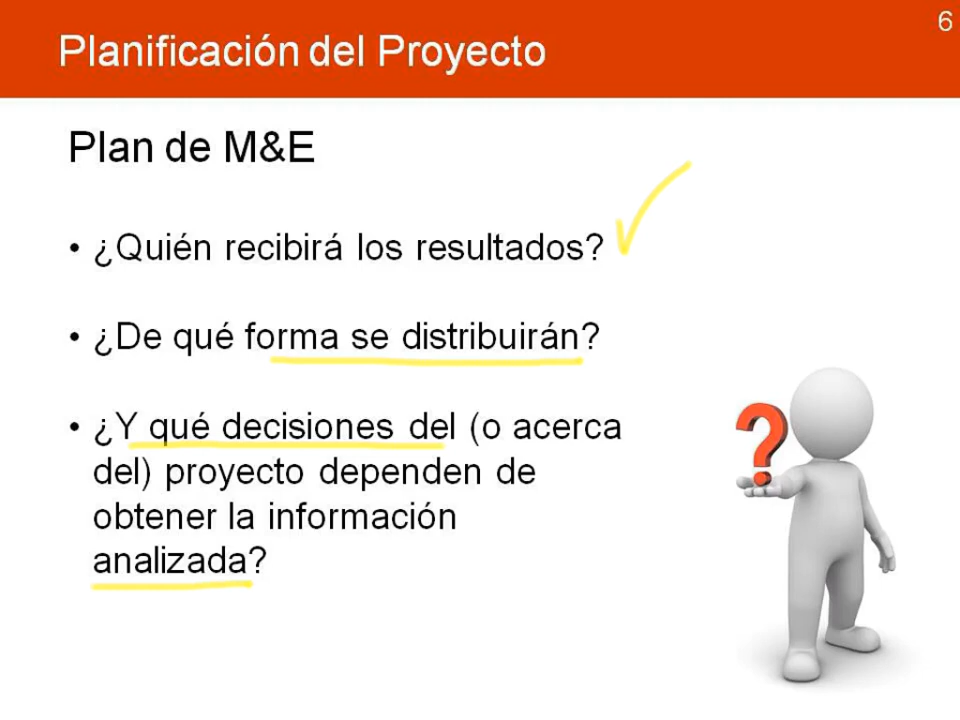 6
Planificación del Proyecto
Plan de M&E
• ¿Quién recibirá los resultados?
• ¿De qué forma se distribuirán?
• ¿Y qué decisiones del (o acerca
del) proyecto dependen de
obtener la información
analizada?
?